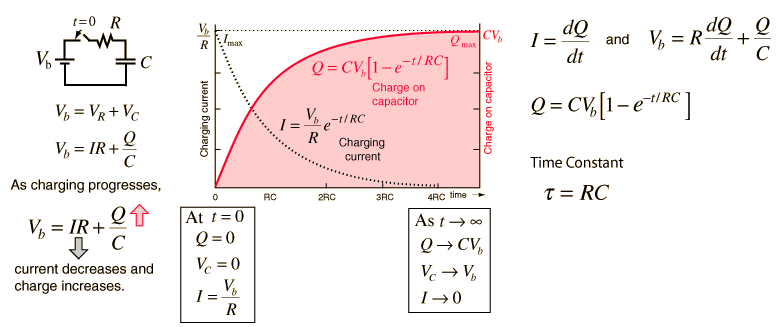 t=0 R
V_b C
V_b = V_R + V_C
V_b = IR + Q/C
As charging progresses,
V_b = IR + Q/C
current decreases and
charge increases.
V_b/R
I_max
Q_max
CV_b
Q = CV_b[1 − e^(−t/RC)]
Charge on
capacitor
I = V_b/R e^(−t/RC)
Charging
current
Charging current
Charge on capacitor
0 RC 2RC 3RC 4RC time
At t = 0
Q = 0
V_C = 0
I = V_b/R
As t → ∞
Q → CV_b
V_C → V_b
I → 0
I = dQ/dt and V_b = R dQ/dt + Q/C
Q = CV_b[1 − e^(−t/RC)]
Time Constant
τ = RC